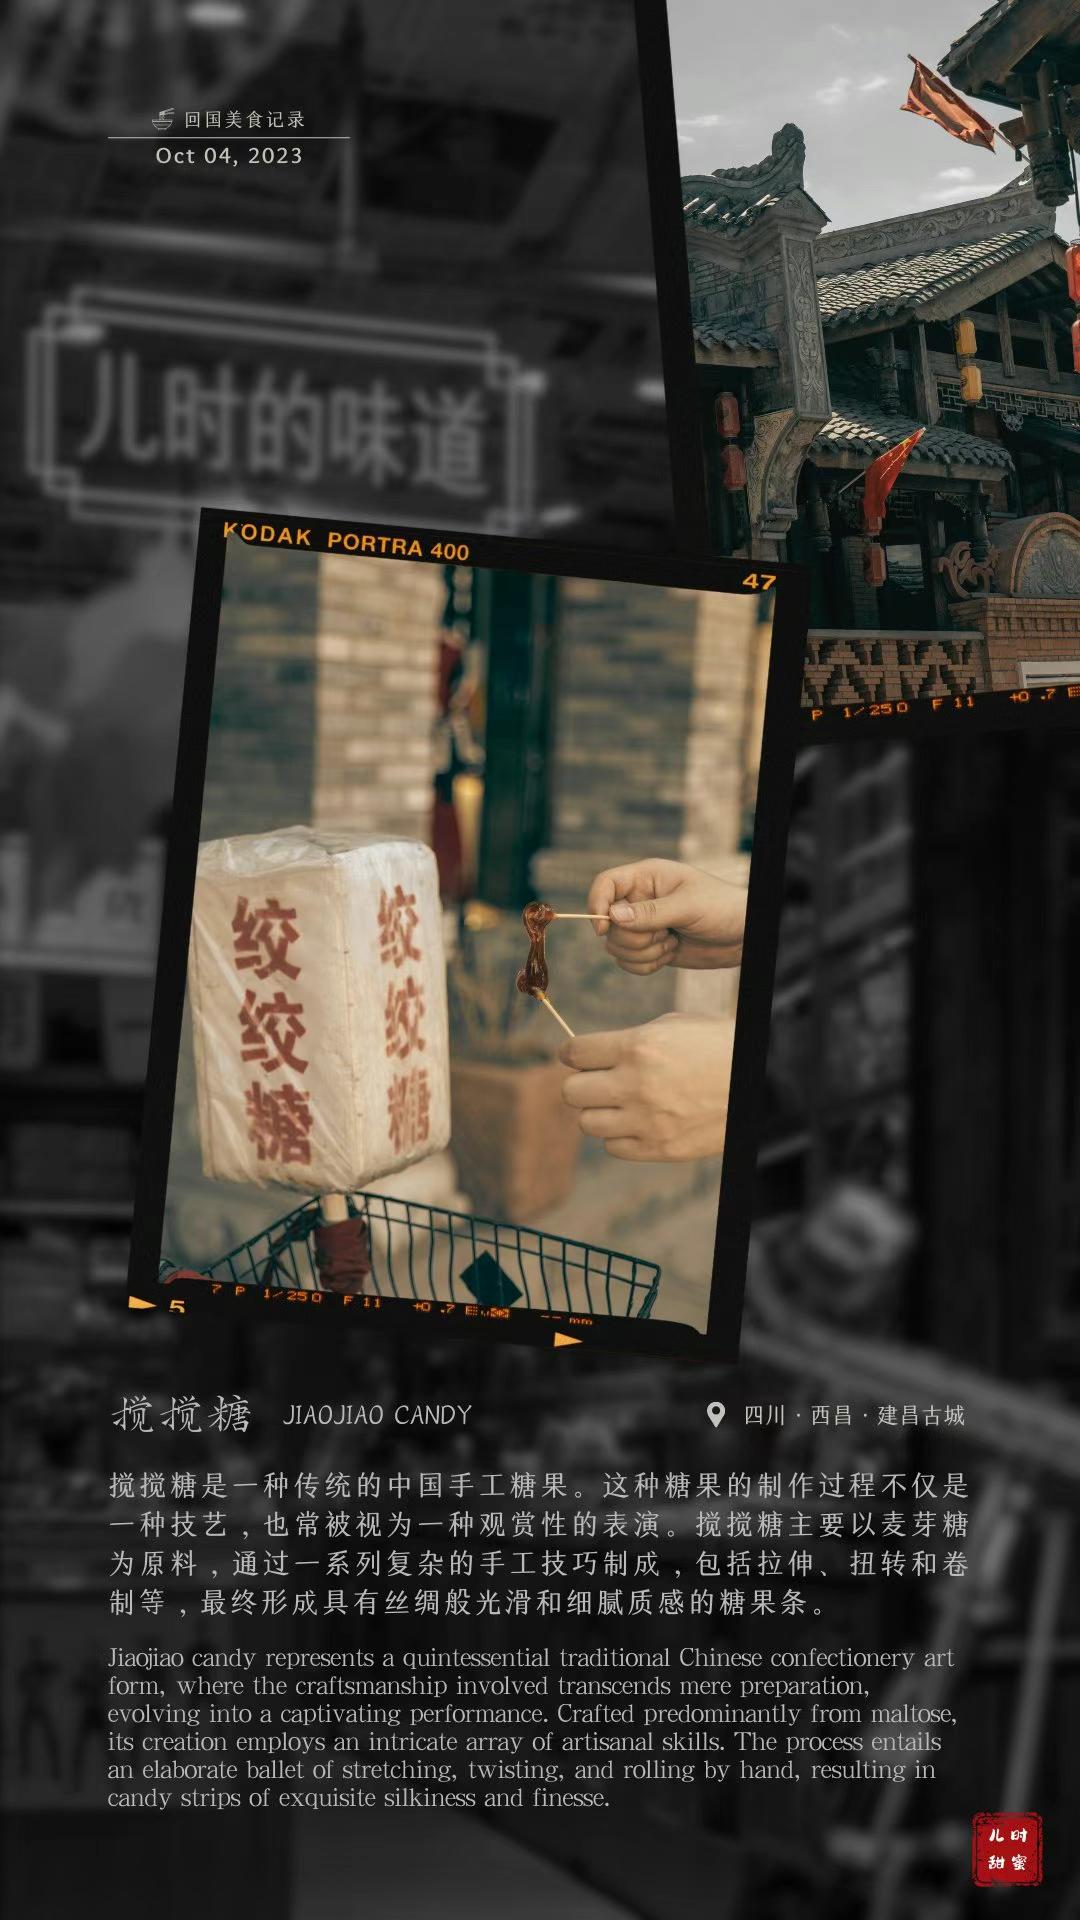 回国美食记录
Oct 04, 2023
儿时的味道
KODAK PORTRA 400
47
P 1/250 F 11 +0.7 E
绞绞糖
绞绞糖
7 P 1/250 F 11 +0.7 E
mm
5
搅搅糖 JIAOJIAO CANDY
四川·西昌·建昌古城
搅搅糖是一种传统的中国手工糖果。这种糖果的制作过程不仅是
一种技艺，也常被视为一种观赏性的表演。搅搅糖主要以麦芽糖
为原料，通过一系列复杂的手工技巧制成，包括拉伸、扭转和卷
制等，最终形成具有丝绸般光滑和细腻质感的糖果条。
Jiaojiao candy represents a quintessential traditional Chinese confectionery art
form, where the craftsmanship involved transcends mere preparation,
evolving into a captivating performance. Crafted predominantly from maltose,
its creation employs an intricate array of artisanal skills. The process entails
an elaborate ballet of stretching, twisting, and rolling by hand, resulting in
candy strips of exquisite silkiness and finesse.
儿时
甜蜜